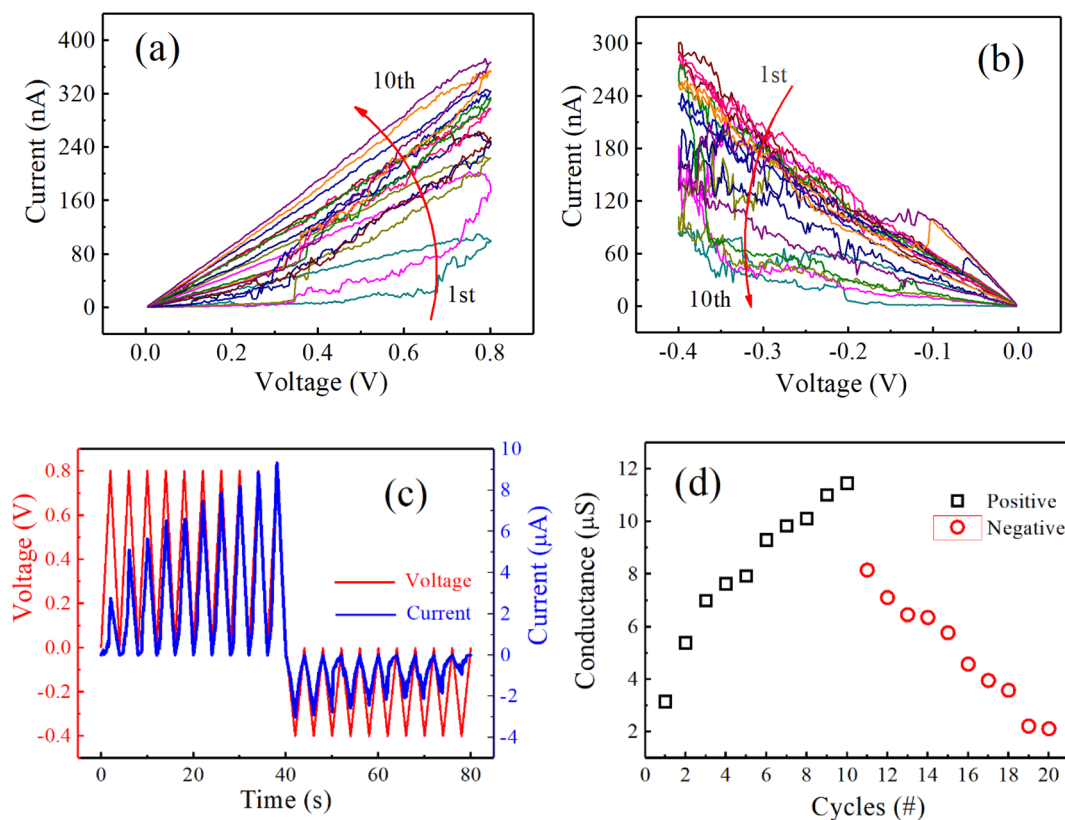 (a)
10th
1st
Current (nA)
400
320
240
160
80
0
0.0 0.2 0.4 0.6 0.8
Voltage (V)
(b)
1st
10th
Current (nA)
300
240
180
120
60
0
-0.4 -0.3 -0.2 -0.1 0.0
Voltage (V)
(c)
Voltage (V)
0.8
0.6
0.4
0.2
0.0
-0.2
-0.4
Voltage
Current
10
8
6
4
2
0
-2
-4
Current (μA)
0 20 40 60 80
Time (s)
(d)
Positive
Negative
Conductance (μS)
12
10
8
6
4
2
0 2 4 6 8 10 12 14 16 18 20
Cycles (#)